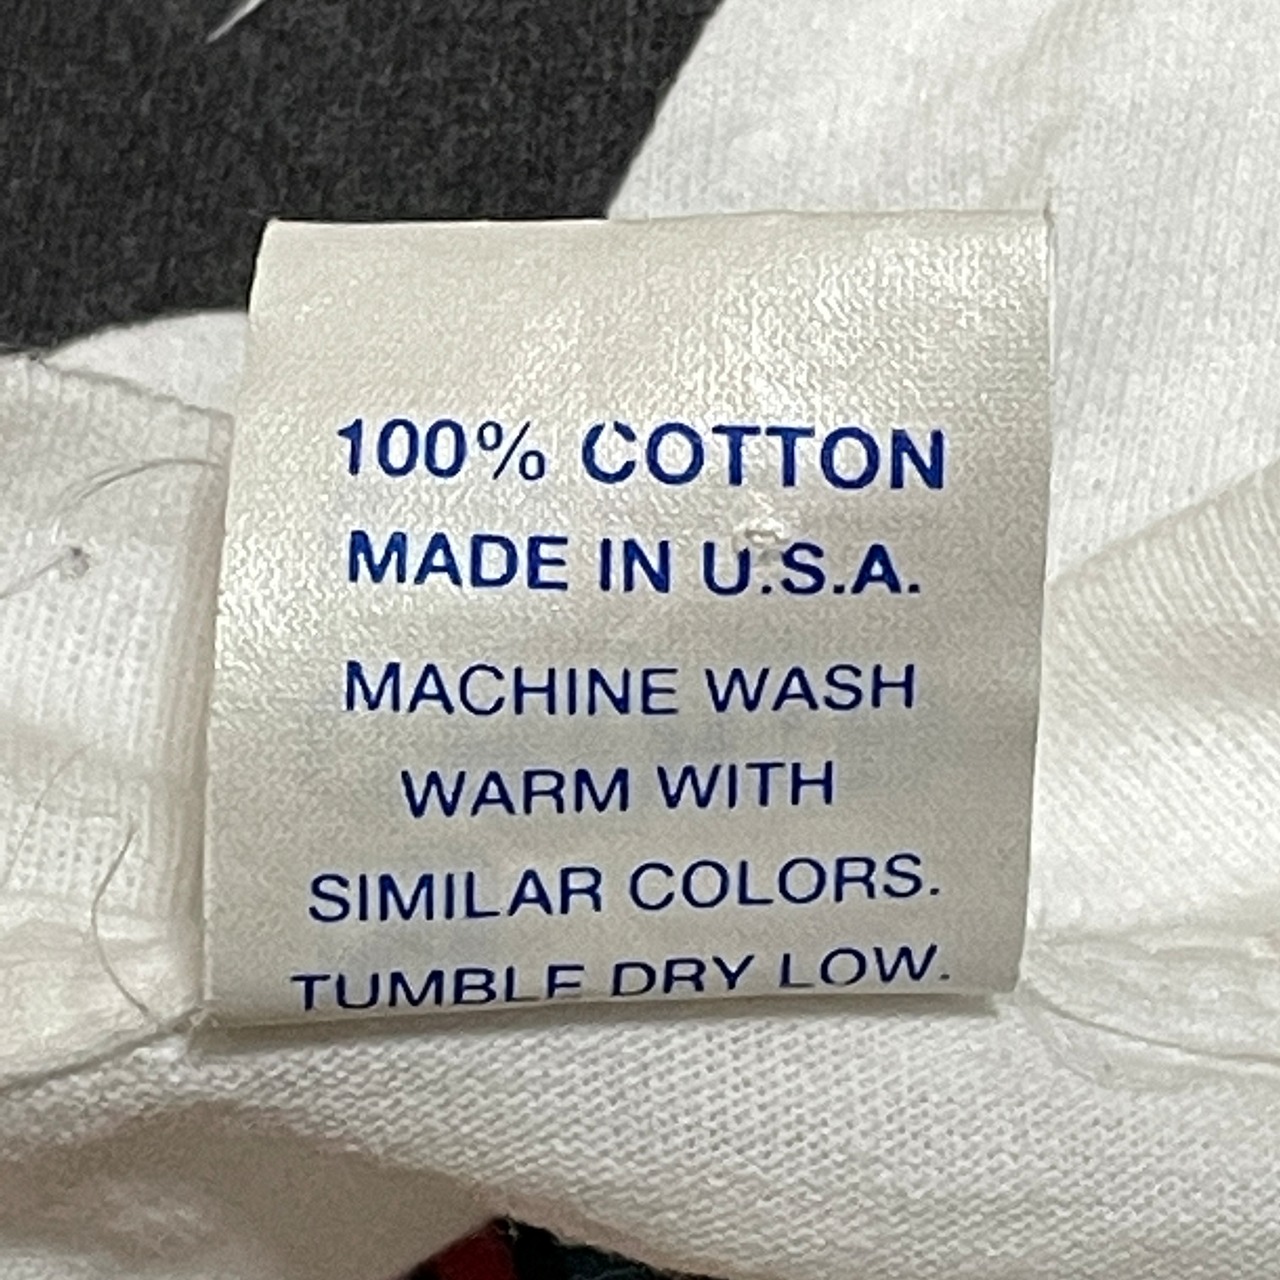 100% COTTON
MADE IN U.S.A.
MACHINE WASH
WARM WITH
SIMILAR COLORS.
TUMBLE DRY LOW.